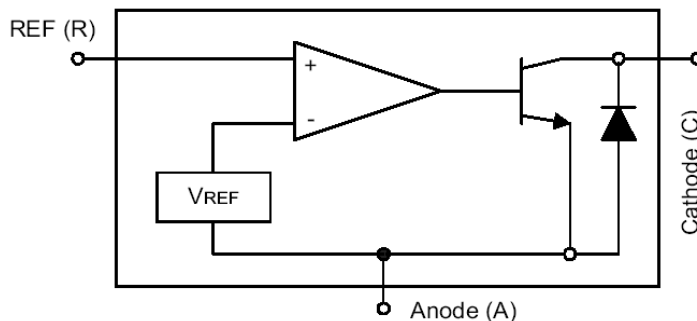 REF (R)
+
-
VREF
Cathode (C)
Anode (A)